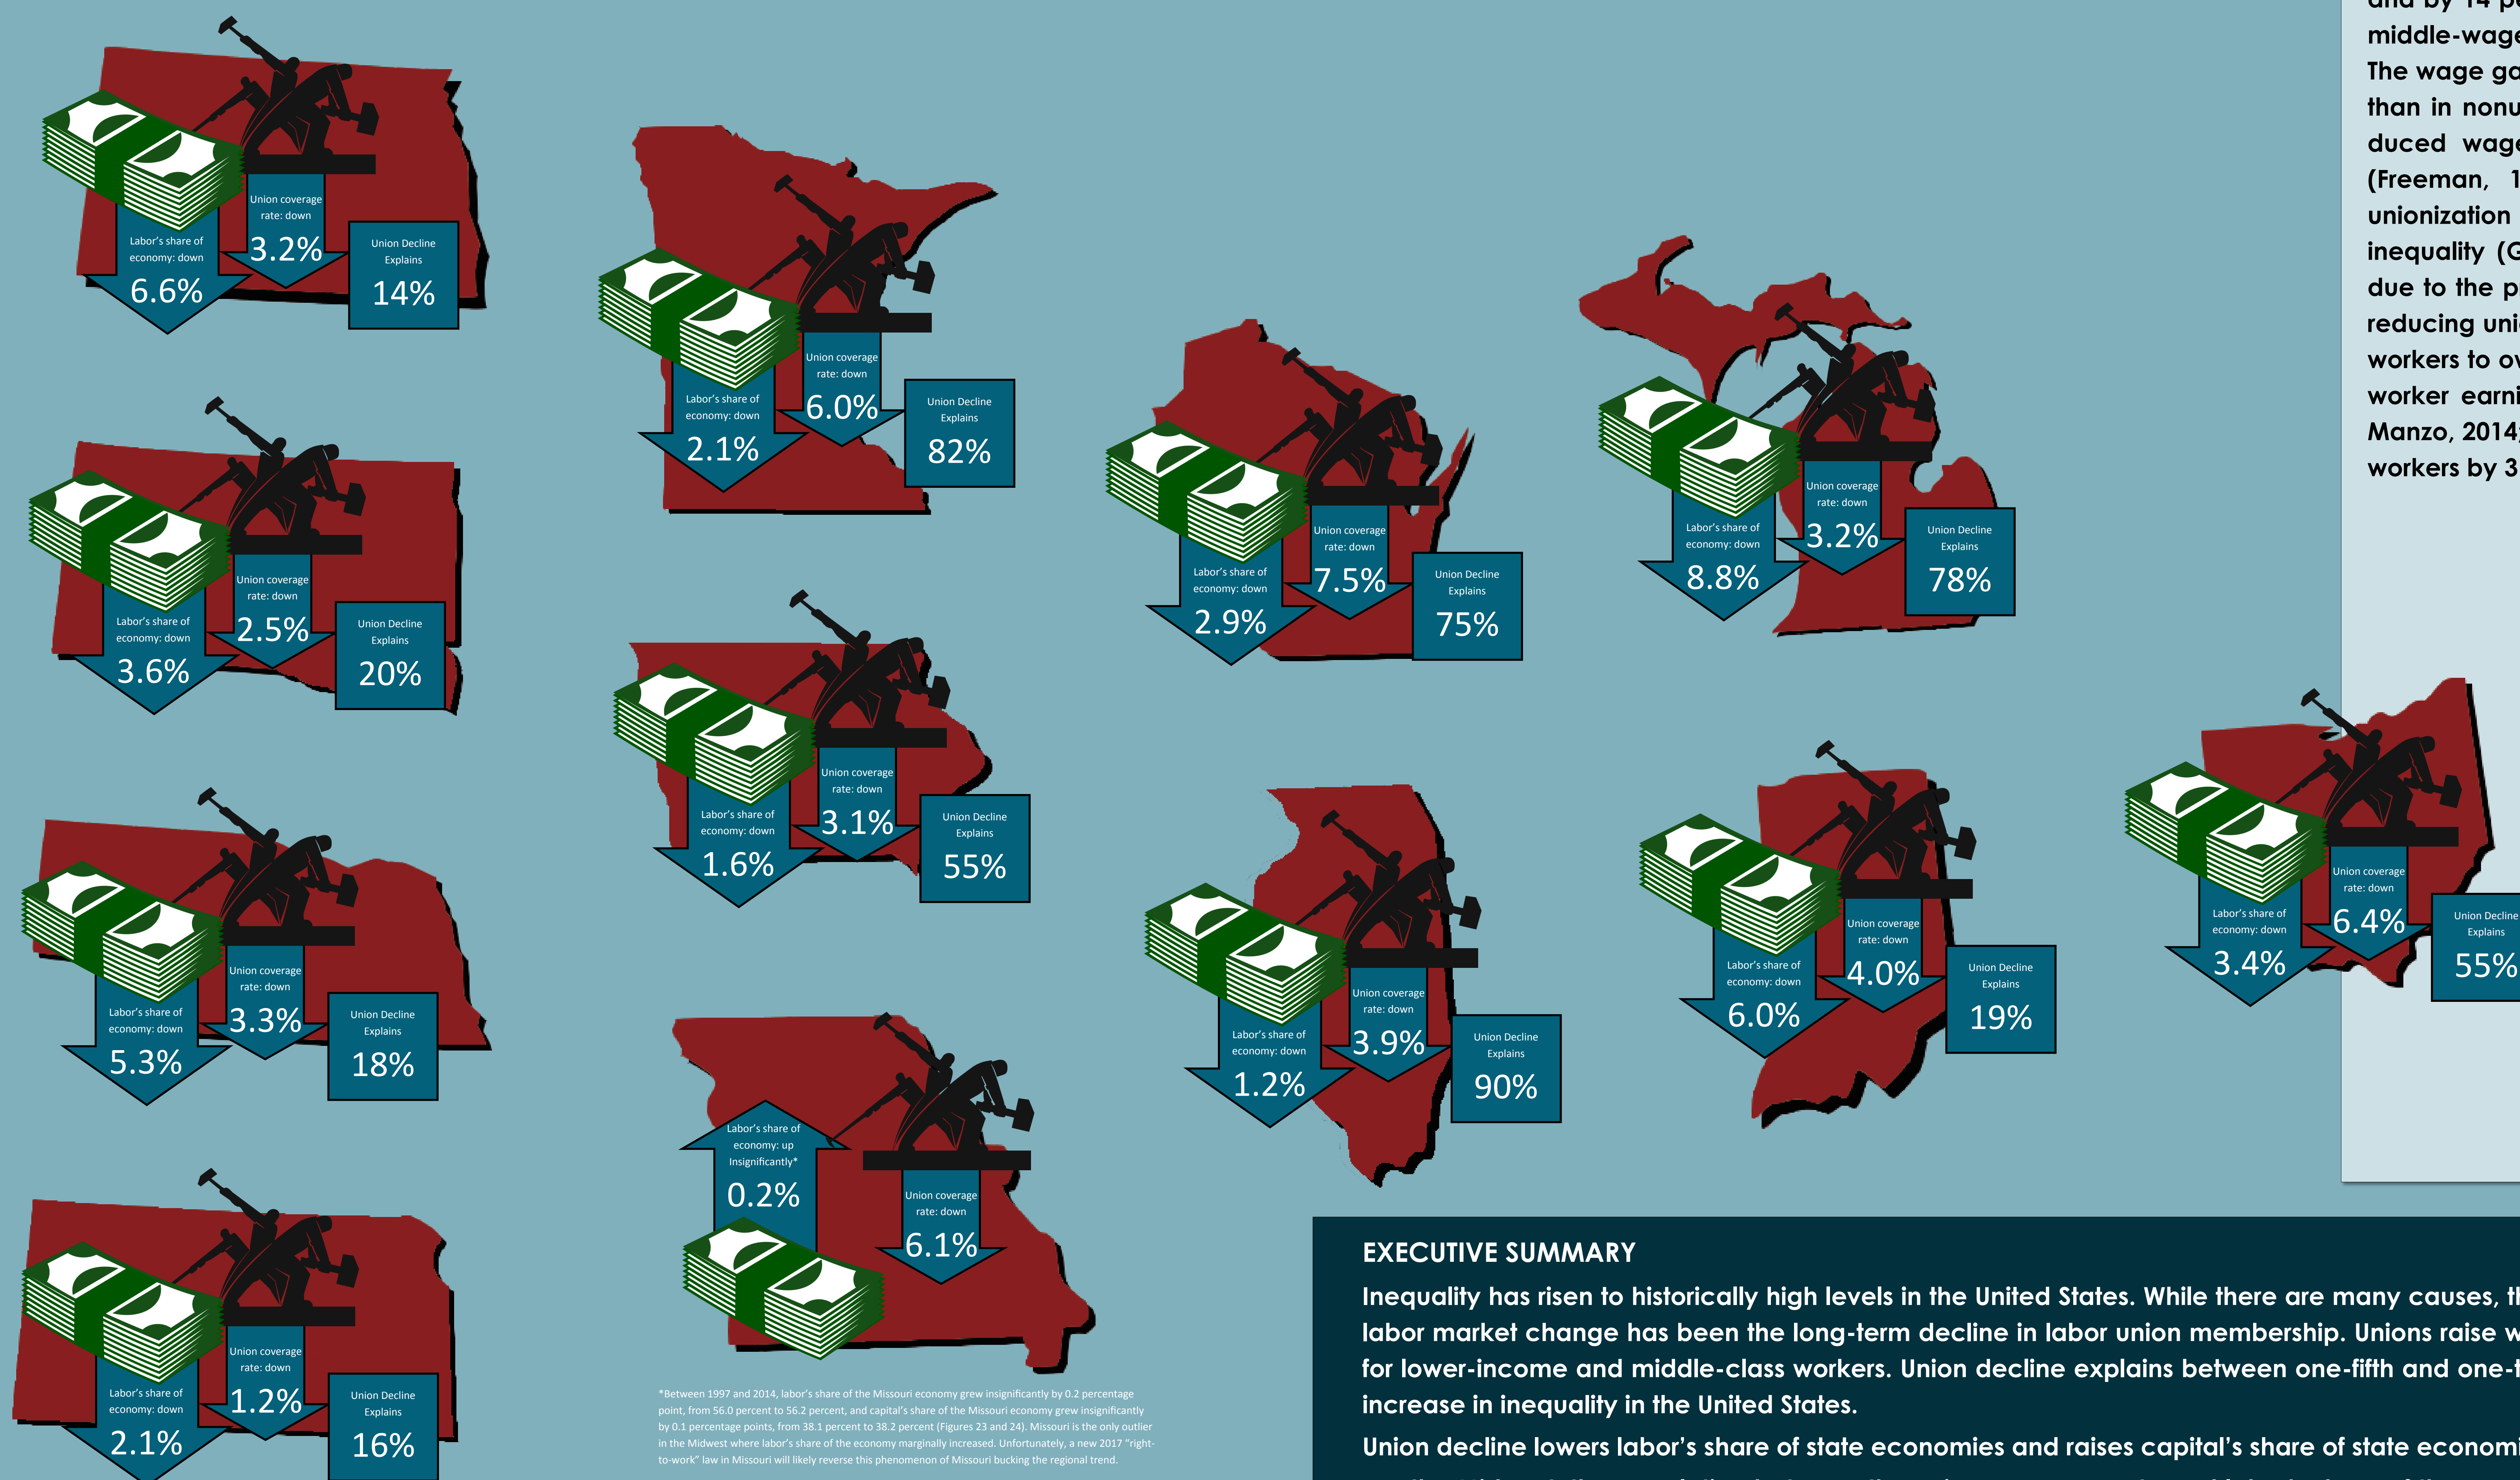 Union coverage
rate: down
3.2%
Labor's share of
economy: down
6.6%
Union Decline
Explains
14%
Union coverage
rate: down
2.5%
Labor's share of
economy: down
3.6%
Union Decline
Explains
20%
Union coverage
rate: down
3.3%
Labor's share of
economy: down
5.3%
Union Decline
Explains
18%
Union coverage
rate: down
1.2%
Labor's share of
economy: down
2.1%
Union Decline
Explains
16%
Union coverage
rate: down
6.0%
Labor's share of
economy: down
2.1%
Union Decline
Explains
82%
Union coverage
rate: down
3.1%
Labor's share of
economy: down
1.6%
Union Decline
Explains
55%
Labor's share of
economy: up
Insignificantly*
0.2%
Union coverage
rate: down
6.1%
*Between 1997 and 2014, labor's share of the Missouri economy grew insignificantly by 0.2 percentage
point, from 56.0 percent to 56.2 percent, and capital's share of the Missouri economy grew insignificantly
by 0.1 percentage points, from 38.1 percent to 38.2 percent (Figures 23 and 24). Missouri is the only outlier
in the Midwest where labor's share of the economy marginally increased. Unfortunately, a new 2017 "right-
to-work" law in Missouri will likely reverse this phenomenon of Missouri bucking the regional trend.
Union coverage
rate: down
7.5%
Labor's share of
economy: down
2.9%
Union Decline
Explains
75%
Union coverage
rate: down
3.9%
Labor's share of
economy: down
1.2%
Union Decline
Explains
90%
Union coverage
rate: down
3.2%
Labor's share of
economy: down
8.8%
Union Decline
Explains
78%
Union coverage
rate: down
4.0%
Labor's share of
economy: down
6.0%
Union Decline
Explains
19%
Union coverage
rate: down
6.4%
Labor's share of
economy: down
3.4%
Union Decline
Explains
55%
and by 14
middle-wage
The wage
than in
duced wage
(Freeman,
unionization
inequality
due to the
reducing
workers to
worker
Manzo, 2014;
workers by 3
EXECUTIVE SUMMARY
Inequality has risen to historically high levels in the United States. While there are many causes,
labor market change has been the long-term decline in labor union membership. Unions raise
for lower-income and middle-class workers. Union decline explains between one-fifth and
increase in inequality in the United States.
Union decline lowers labor's share of state economies and raises capital's share of state